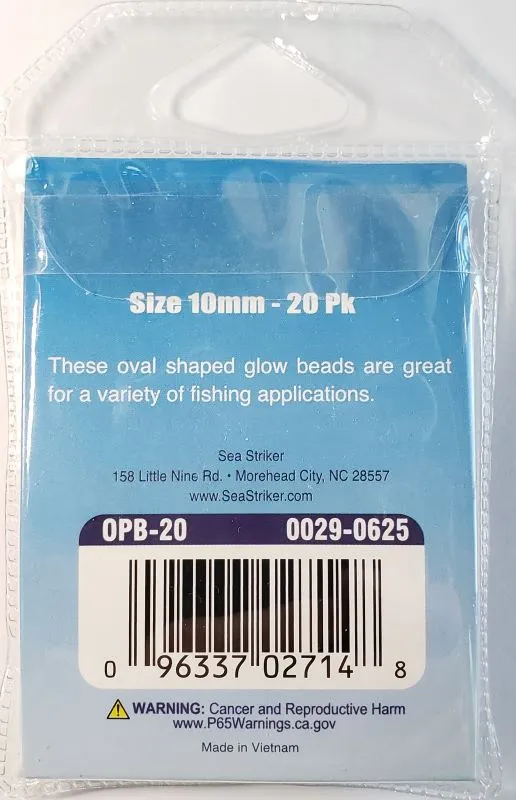 Size 10mm - 20 Pk
These oval shaped glow beads are great
for a variety of fishing applications.
Sea Striker
158 Little Nine Rd. • Morehead City, NC 28557
www.SeaStriker.com
OPB-20 0029-0625
0 96337 02714 8
WARNING: Cancer and Reproductive Harm
www.P65Warnings.ca.gov
Made in Vietnam